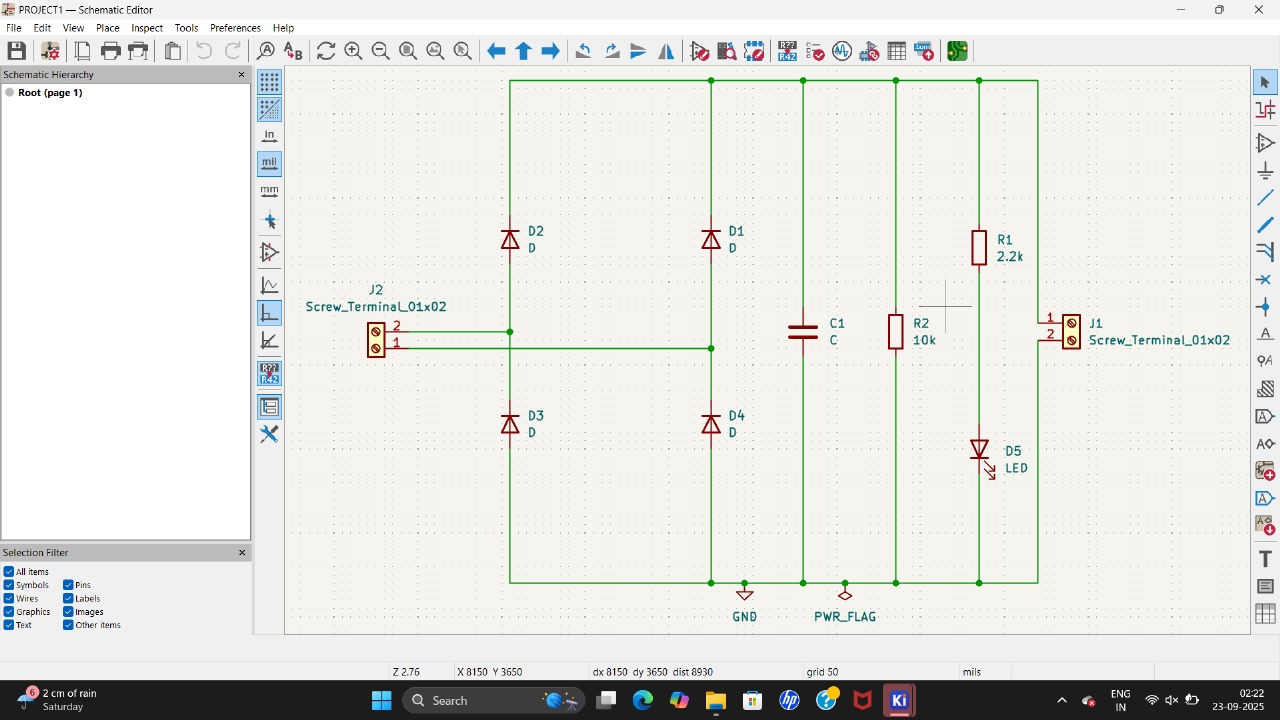 PROJECT1 — Schematic Editor
File Edit View Place Inspect Tools Preferences Help
Schematic Hierarchy
Root (page 1)
in
mil
mm
D2
D
D1
D
R1
2.2k
J2
Screw_Terminal_01x02
2
1
C1
C
R2
10k
1
2
J1
Screw_Terminal_01x02
D3
D
D4
D
D5
LED
GND
PWR_FLAG
Selection Filter
All items
Symbols Pins
Wires Labels
Graphics Images
Text Other items
Z 2.76 X 8150 Y 3650 dx 8150 dy 3650 dist 8930 grid 50 mils
6
2 cm of rain
Saturday
Search
Ki
ENG
IN
02:22
23-09-2025